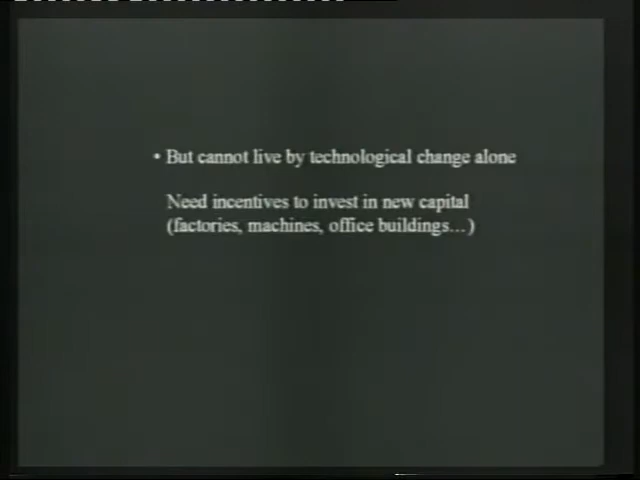 • But cannot live by technological change alone
Need incentives to invest in new capital
(factories, machines, office buildings...)